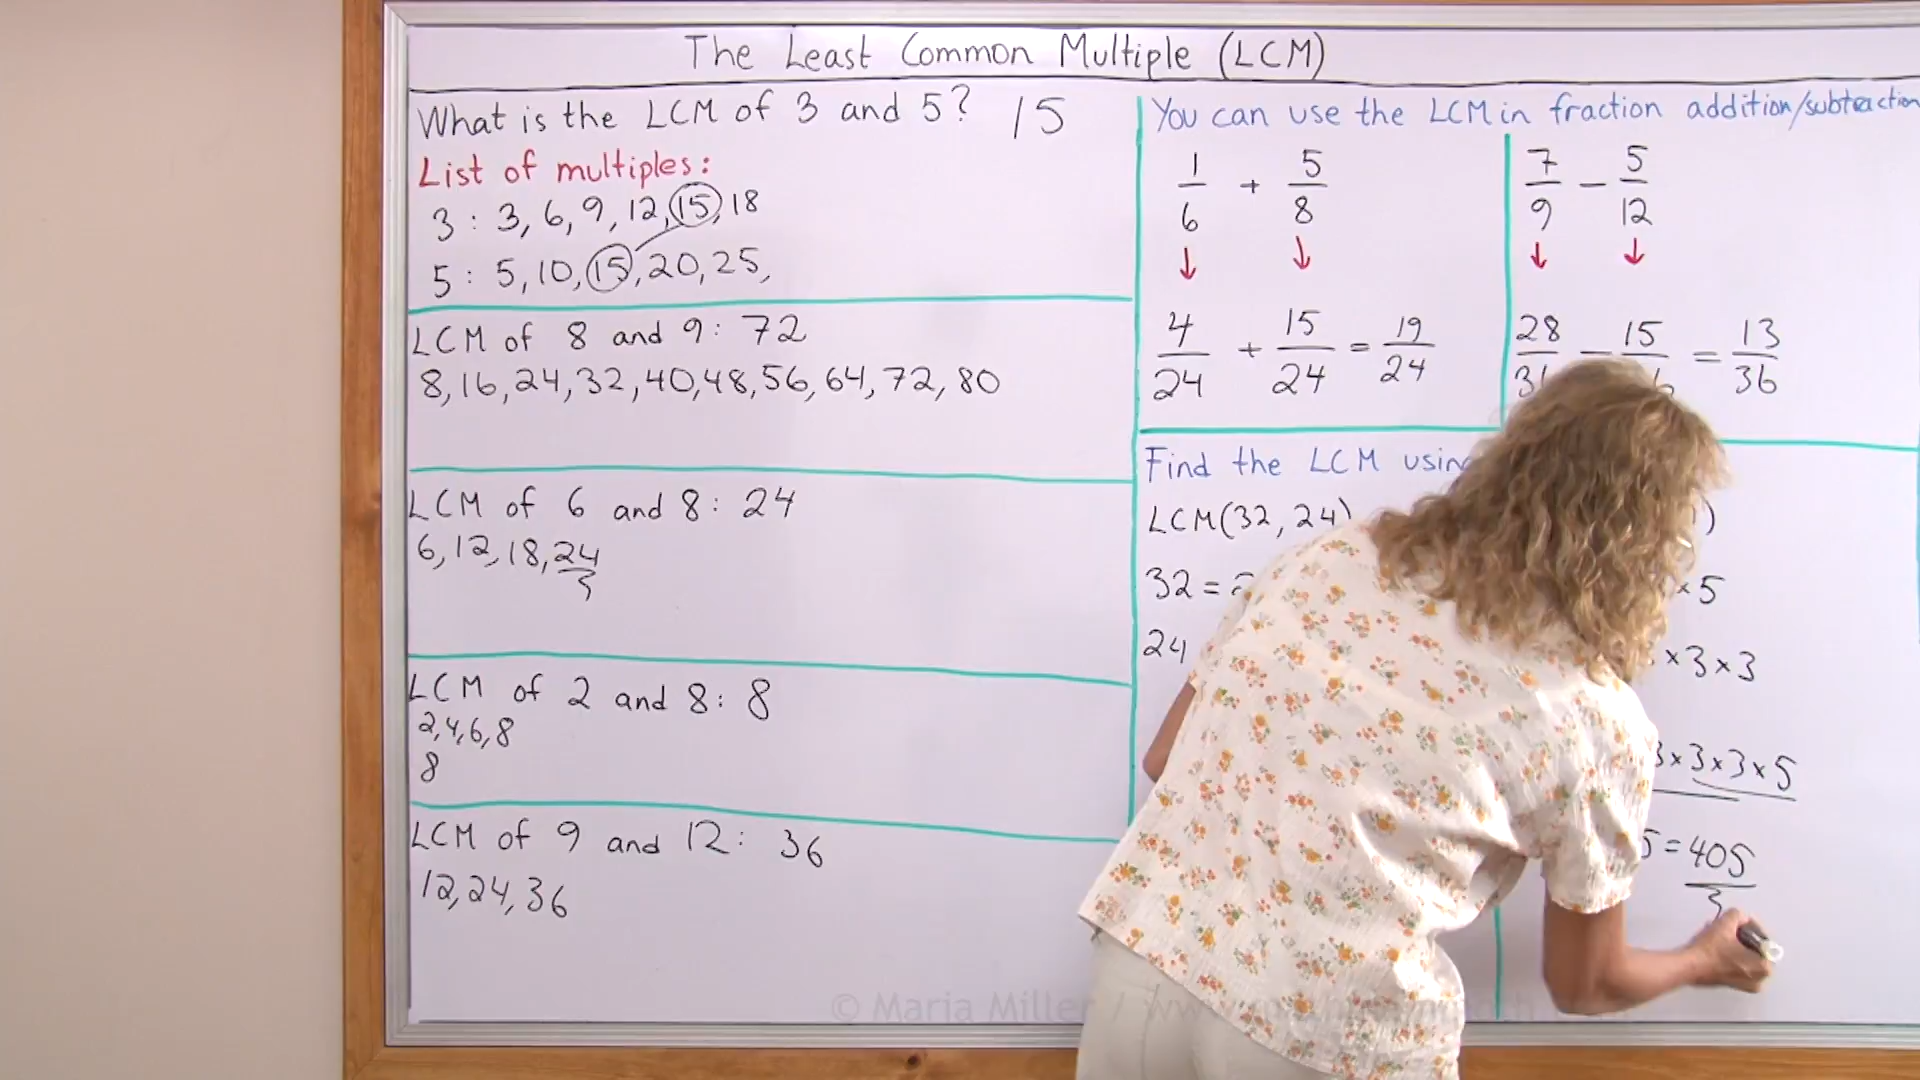 The Least Common Multiple (LCM)
What is the LCM of 3 and 5? 15
List of multiples:
3 : 3, 6, 9, 12, 15, 18
5 : 5, 10, 15, 20, 25,
LCM of 8 and 9: 72
8, 16, 24, 32, 40, 48, 56, 64, 72, 80
LCM of 6 and 8: 24
6, 12, 18, 24
LCM of 2 and 8: 8
2, 4, 6, 8
8
LCM of 9 and 12: 36
12, 24, 36
You can use the LCM in fraction addition/subtraction
1/6 + 5/8
4/24 + 15/24 = 19/24
7/9 - 5/12
28 - 15 = 13/36
Find the LCM using
LCM(32, 24)
32 =
24
)
× 5
× 3 × 3
3 × 3 × 3 × 5
5 = 405
© Maria Miller /